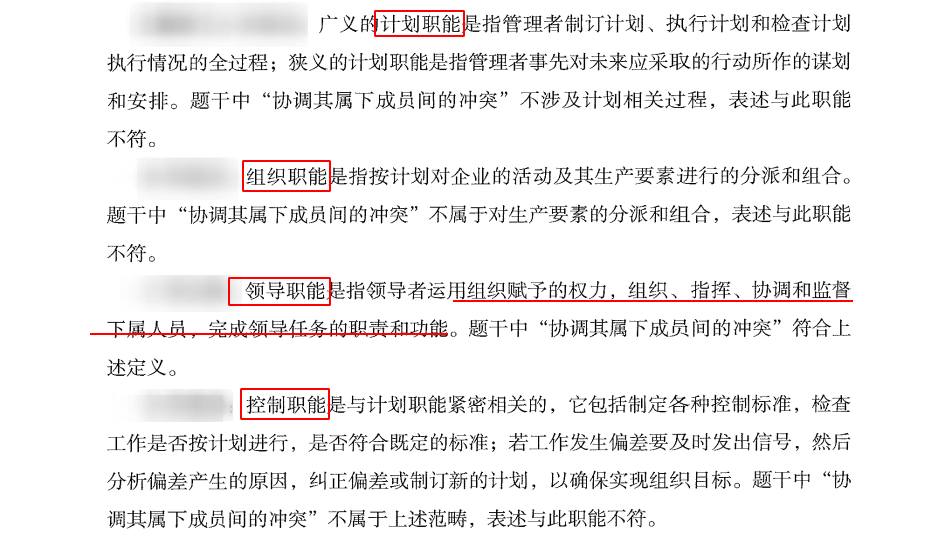 广义的计划职能是指管理者制订计划、执行计划和检查计划
执行情况的全过程；狭义的计划职能是指管理者事先对未来应采取的行动所作的谋划
和安排。题干中“协调其属下成员间的冲突”不涉及计划相关过程，表述与此职能
不符。
组织职能是指按计划对企业的活动及其生产要素进行的分派和组合。
题干中“协调其属下成员间的冲突”不属于对生产要素的分派和组合，表述与此职能
不符。
领导职能是指领导者运用组织赋予的权力，组织、指挥、协调和监督
下属人员，完成领导任务的职责和功能。题干中“协调其属下成员间的冲突”符合上
述定义。
控制职能是与计划职能紧密相关的，它包括制定各种控制标准，检查
工作是否按计划进行，是否符合既定的标准；若工作发生偏差要及时发出信号，然后
分析偏差产生的原因，纠正偏差或制订新的计划，以确保实现组织目标。题干中“协
调其属下成员间的冲突”不属于上述范畴，表述与此职能不符。